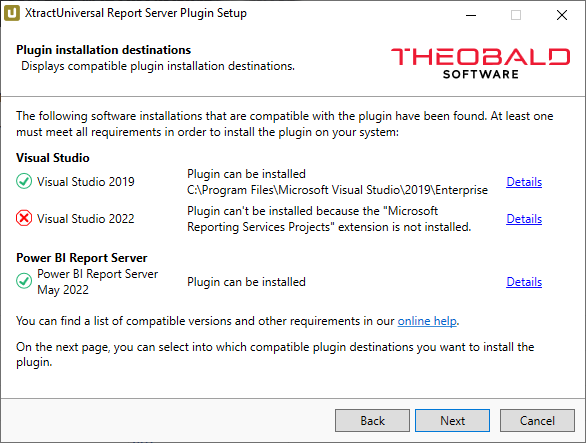 XtractUniversal Report Server Plugin Setup
Plugin installation destinations
Displays compatible plugin installation destinations.
THEOBALD
SOFTWARE
The following software installations that are compatible with the plugin have been found. At least one
must meet all requirements in order to install the plugin on your system:
Visual Studio
Visual Studio 2019
Plugin can be installed
C:\Program Files\Microsoft Visual Studio\2019\Enterprise
Details
Visual Studio 2022
Plugin can't be installed because the "Microsoft
Reporting Services Projects" extension is not installed.
Details
Power BI Report Server
Power BI Report Server
May 2022
Plugin can be installed
Details
You can find a list of compatible versions and other requirements in our online help.
On the next page, you can select into which compatible plugin destinations you want to install the
plugin.
Back
Next
Cancel